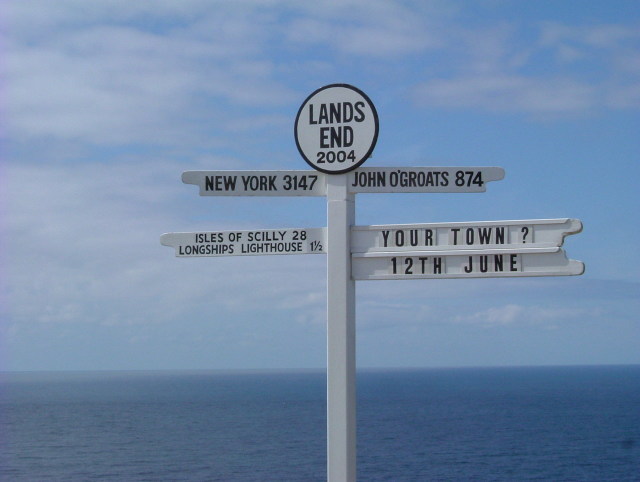 LANDS
END
2004
NEW YORK 3147
JOHN O'GROATS 874
ISLES OF SCILLY 28
LONGSHIPS LIGHTHOUSE 1½
YOUR TOWN ?
12TH JUNE